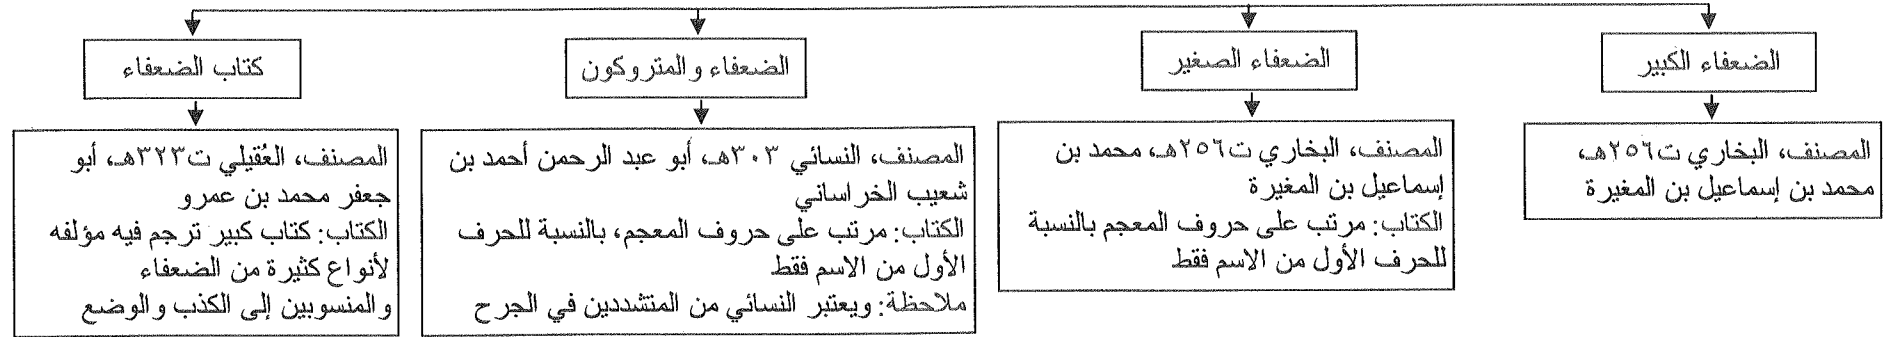 الضعفاء الكبير
المصنف، البخاري ت٢٥٦هـ،
محمد بن إسماعيل بن المغيرة
الضعفاء الصغير
المصنف، البخاري ت٢٥٦هـ، محمد بن
إسماعيل بن المغيرة
الكتاب: مرتب على حروف المعجم بالنسبة
للحرف الأول من الاسم فقط
الضعفاء والمتروكون
المصنف، النسائي ٣٠٣هـ، أبو عبد الرحمن أحمد بن
شعيب الخراساني
الكتاب: مرتب على حروف المعجم، بالنسبة للحرف
الأول من الاسم فقط
ملاحظة: ويعتبر النسائي من المتشددين في الجرح
كتاب الضعفاء
المصنف، العُقيلي ت٣٢٣هـ، أبو
جعفر محمد بن عمرو
الكتاب: كتاب كبير ترجم فيه مؤلفه
لأنواع كثيرة من الضعفاء
والمنسوبين إلى الكذب والوضع